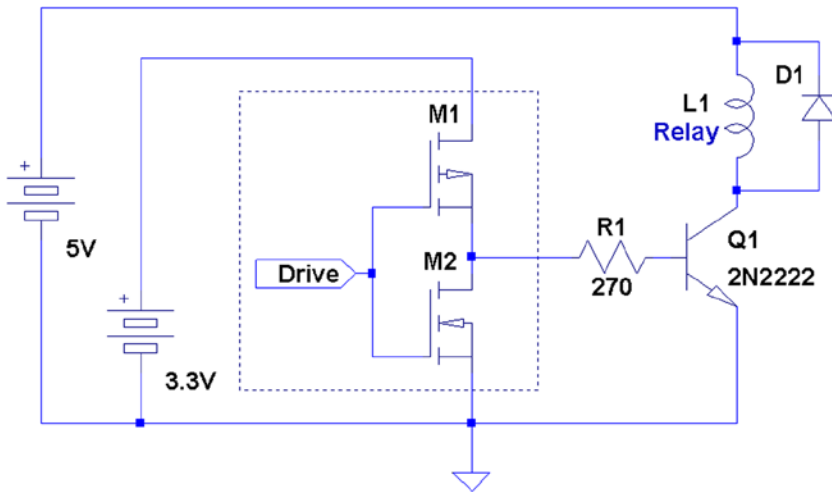 D1
L1
Relay
M1
+
5V
R1
270
Q1
2N2222
M2
Drive
+
3.3V